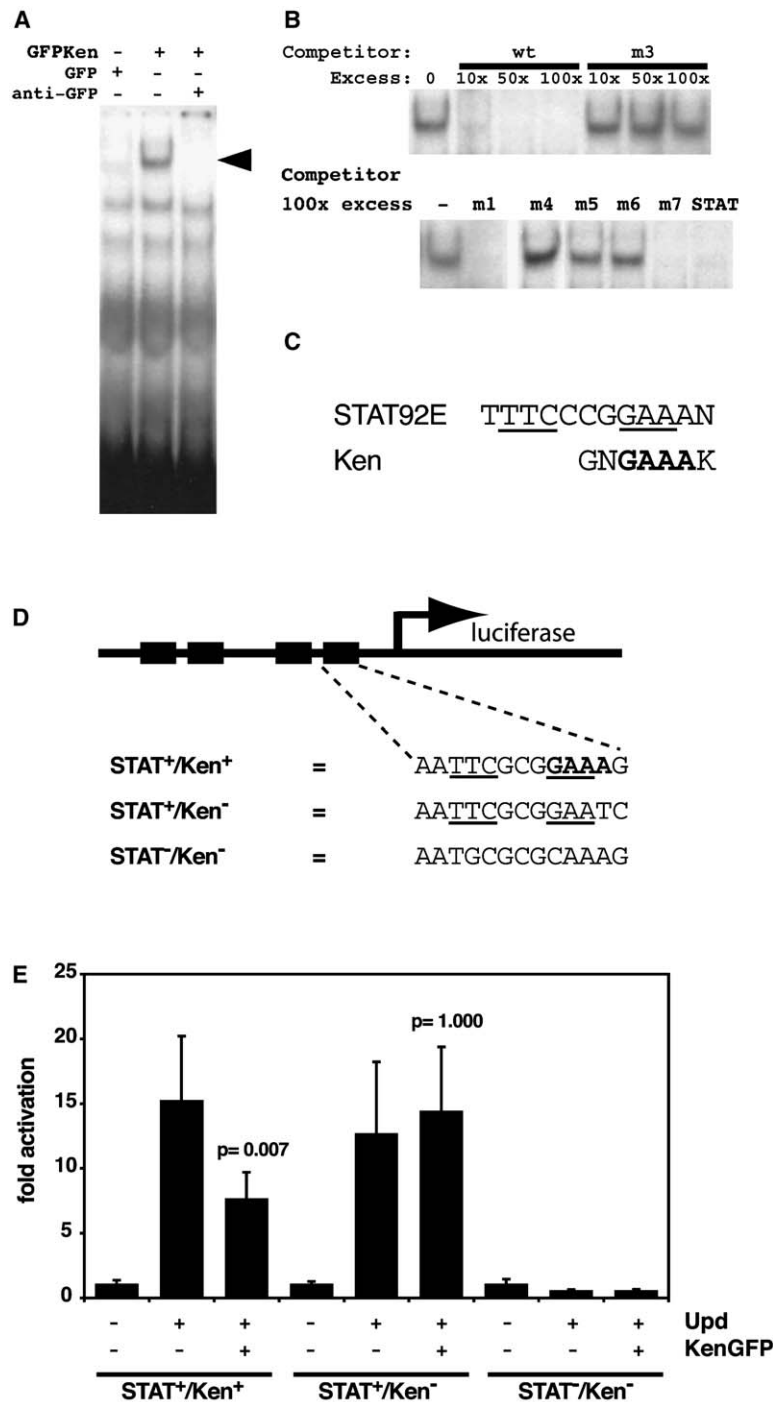 A
GFPKen - + +
GFP + - -
anti-GFP - - +
B
Competitor: wt m3
Excess: 0 10x 50x 100x 10x 50x 100x
Competitor
100x excess - m1 m4 m5 m6 m7 STAT
C
STAT92E TTTCCCGGAAAN
Ken GNGAAAK
D
luciferase
STAT+/Ken+ = AATTCGCGGAAAG
STAT+/Ken- = AATTCGCGGAATC
STAT-/Ken- = AATGCGCGCAAAG
E
fold activation
25
20
15
10
5
0
p= 0.007
p= 1.000
- + + - + + - + + Upd
- - + - - + - - + KenGFP
STAT+/Ken+ STAT+/Ken- STAT-/Ken-